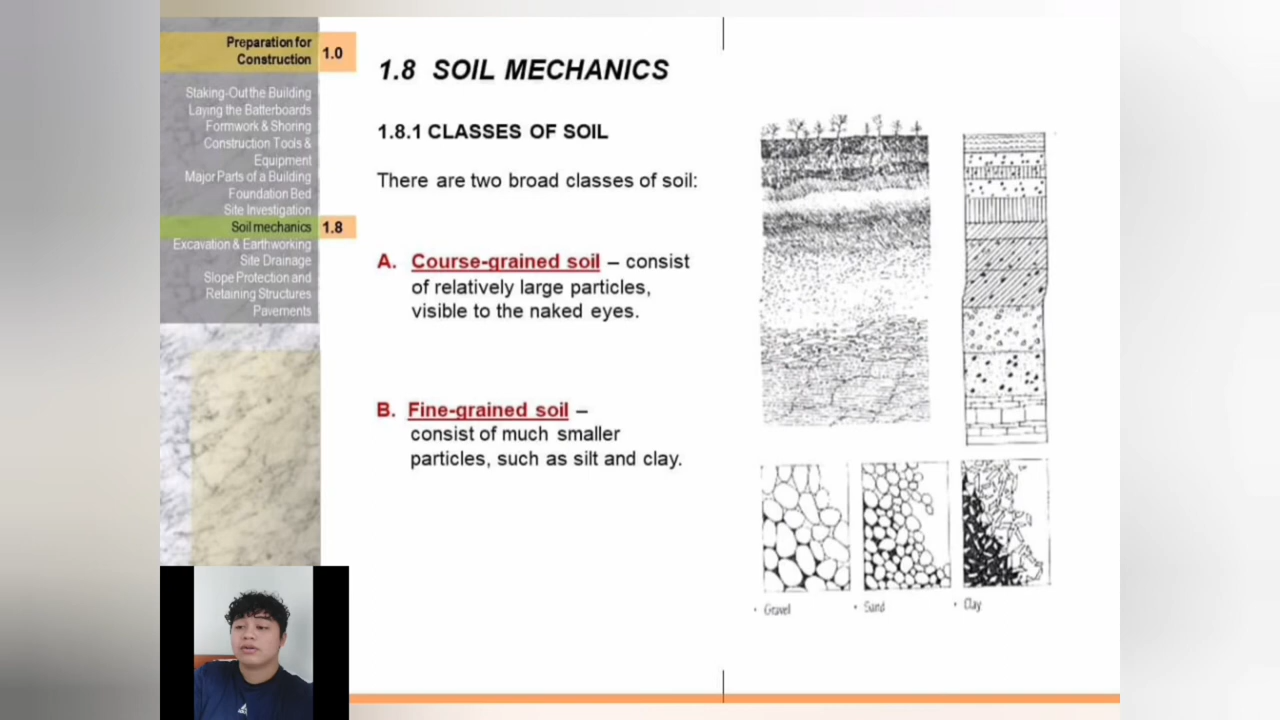 Preparation for
Construction
1.0
Staking-Out the Building
Laying the Batterboards
Formwork & Shoring
Construction Tools &
Equipment
Major Parts of a Building
Foundation Bed
Site Investigation
Soil mechanics
1.8
Excavation & Earthworking
Site Drainage
Slope Protection and
Retaining Structures
Pavements
1.8 SOIL MECHANICS
1.8.1 CLASSES OF SOIL
There are two broad classes of soil:
A. Course-grained soil – consist
of relatively large particles,
visible to the naked eyes.
B. Fine-grained soil –
consist of much smaller
particles, such as silt and clay.
• Gravel
• Sand
• Clay